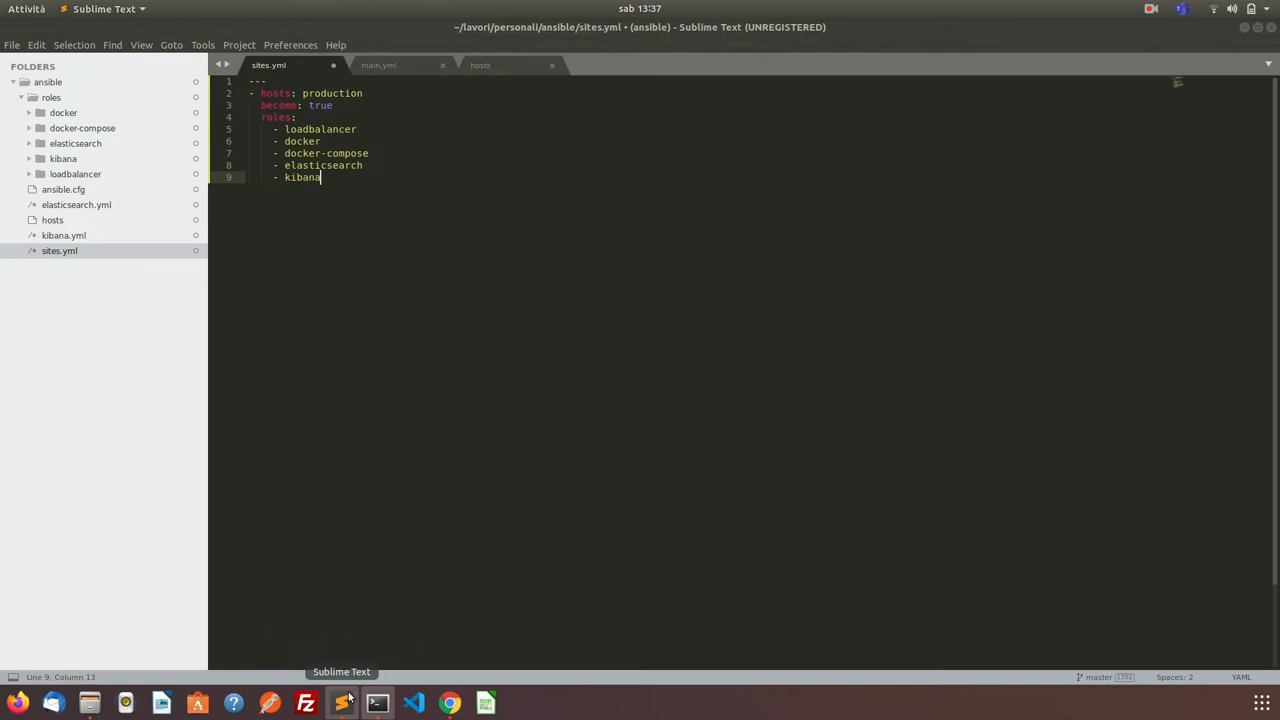 Attività
Sublime Text
sab 13:37
~/lavori/personali/ansible/sites.yml • (ansible) - Sublime Text (UNREGISTERED)
File Edit Selection Find View Goto Tools Project Preferences Help
FOLDERS
ansible
roles
docker
docker-compose
elasticsearch
kibana
loadbalancer
ansible.cfg
/* elasticsearch.yml
hosts
/* kibana.yml
/* sites.yml
sites.yml
main.yml
hosts
1 ---
2 - hosts: production
3 become: true
4 roles:
5 - loadbalancer
6 - docker
7 - docker-compose
8 - elasticsearch
9 - kibana
Sublime Text
Line 9, Column 13
master 1702
Spaces: 2
YAML